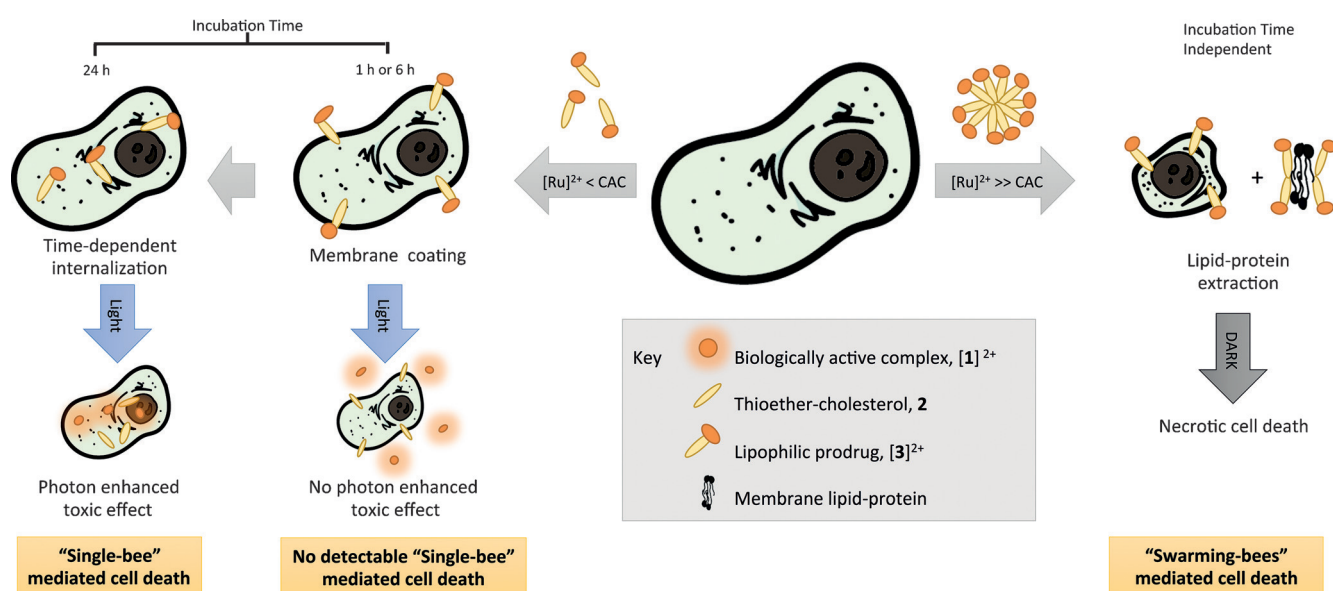 Incubation Time
24 h
1 h or 6 h
Incubation Time
Independent
[Ru]²⁺ < CAC
[Ru]²⁺ >> CAC
+
Time-dependent
internalization
Membrane coating
Lipid-protein
extraction
Light
Light
DARK
Key
Biologically active complex, [1] ²⁺
Thioether-cholesterol, 2
Lipophilic prodrug, [3]²⁺
Membrane lipid-protein
Necrotic cell death
Photon enhanced
toxic effect
No photon enhanced
toxic effect
“Single-bee”
mediated cell death
No detectable “Single-bee”
mediated cell death
“Swarming-bees”
mediated cell death